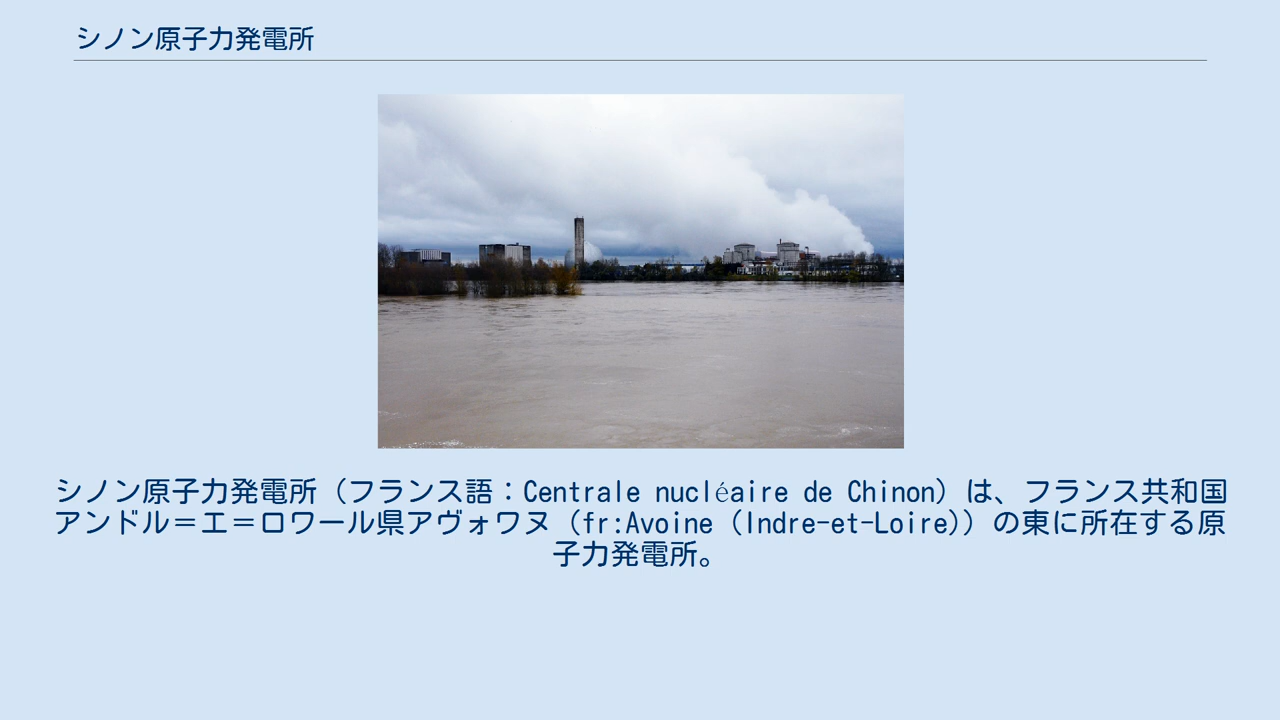 シノン原子力発電所
シノン原子力発電所（フランス語：Centrale nucléaire de Chinon）は、フランス共和国
アンドル＝エ＝ロワール県アヴォワヌ（fr:Avoine (Indre-et-Loire)）の東に所在する原
子力発電所。